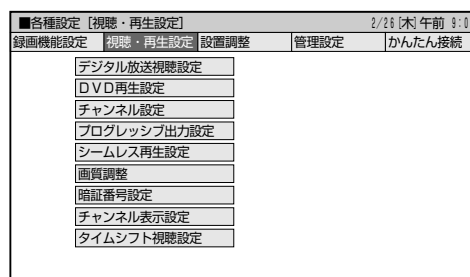 ■各種設定［視聴・再生設定］ 2/26［木］午前 9:0
録画機能設定 視聴・再生設定 設置調整 管理設定 かんたん接続
デジタル放送視聴設定
ＤＶＤ再生設定
チャンネル設定
プログレッシブ出力設定
シームレス再生設定
画質調整
暗証番号設定
チャンネル表示設定
タイムシフト視聴設定